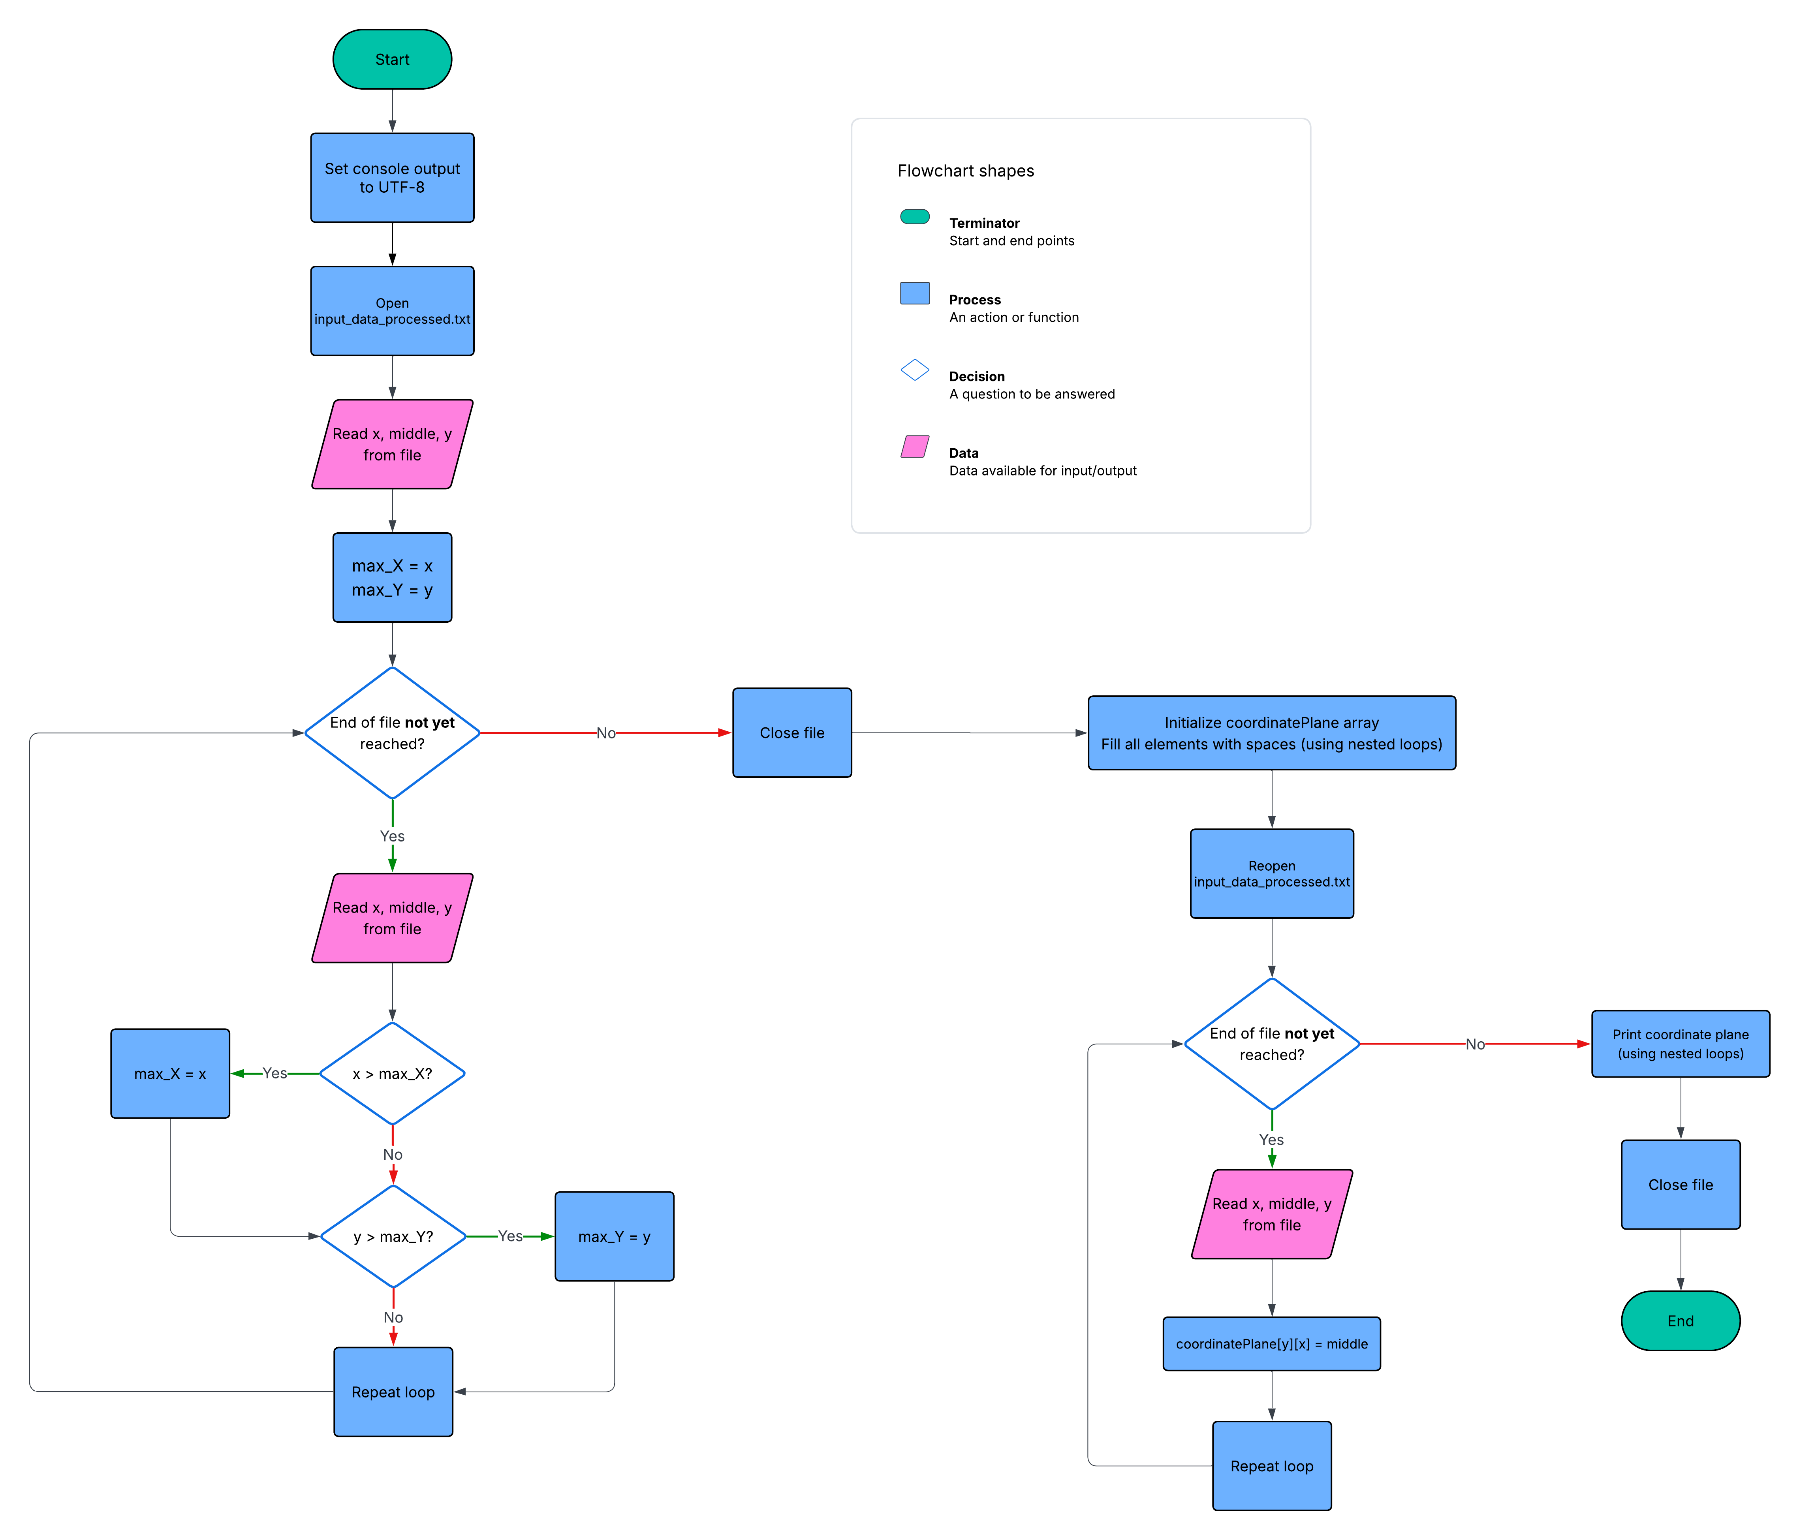 Start
Set console output
to UTF-8
Open
input_data_processed.txt
Read x, middle, y
from file
max_X = x
max_Y = y
End of file not yet
reached?
No
Yes
Read x, middle, y
from file
x > max_X?
Yes
max_X = x
No
y > max_Y?
Yes
max_Y = y
No
Repeat loop
Close file
Initialize coordinatePlane array
Fill all elements with spaces (using nested loops)
Reopen
input_data_processed.txt
End of file not yet
reached?
No
Yes
Read x, middle, y
from file
coordinatePlane[y][x] = middle
Repeat loop
Print coordinate plane
(using nested loops)
Close file
End
Flowchart shapes
Terminator
Start and end points
Process
An action or function
Decision
A question to be answered
Data
Data available for input/output